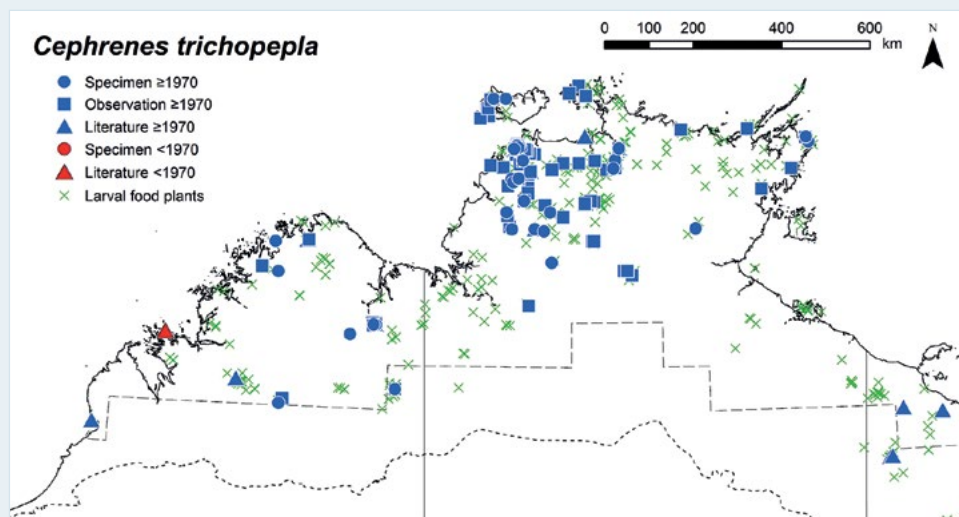 Cephrenes trichopepla
Specimen ≥1970
Observation ≥1970
Literature ≥1970
Specimen <1970
Literature <1970
Larval food plants
0 100 200 400 600
km
N